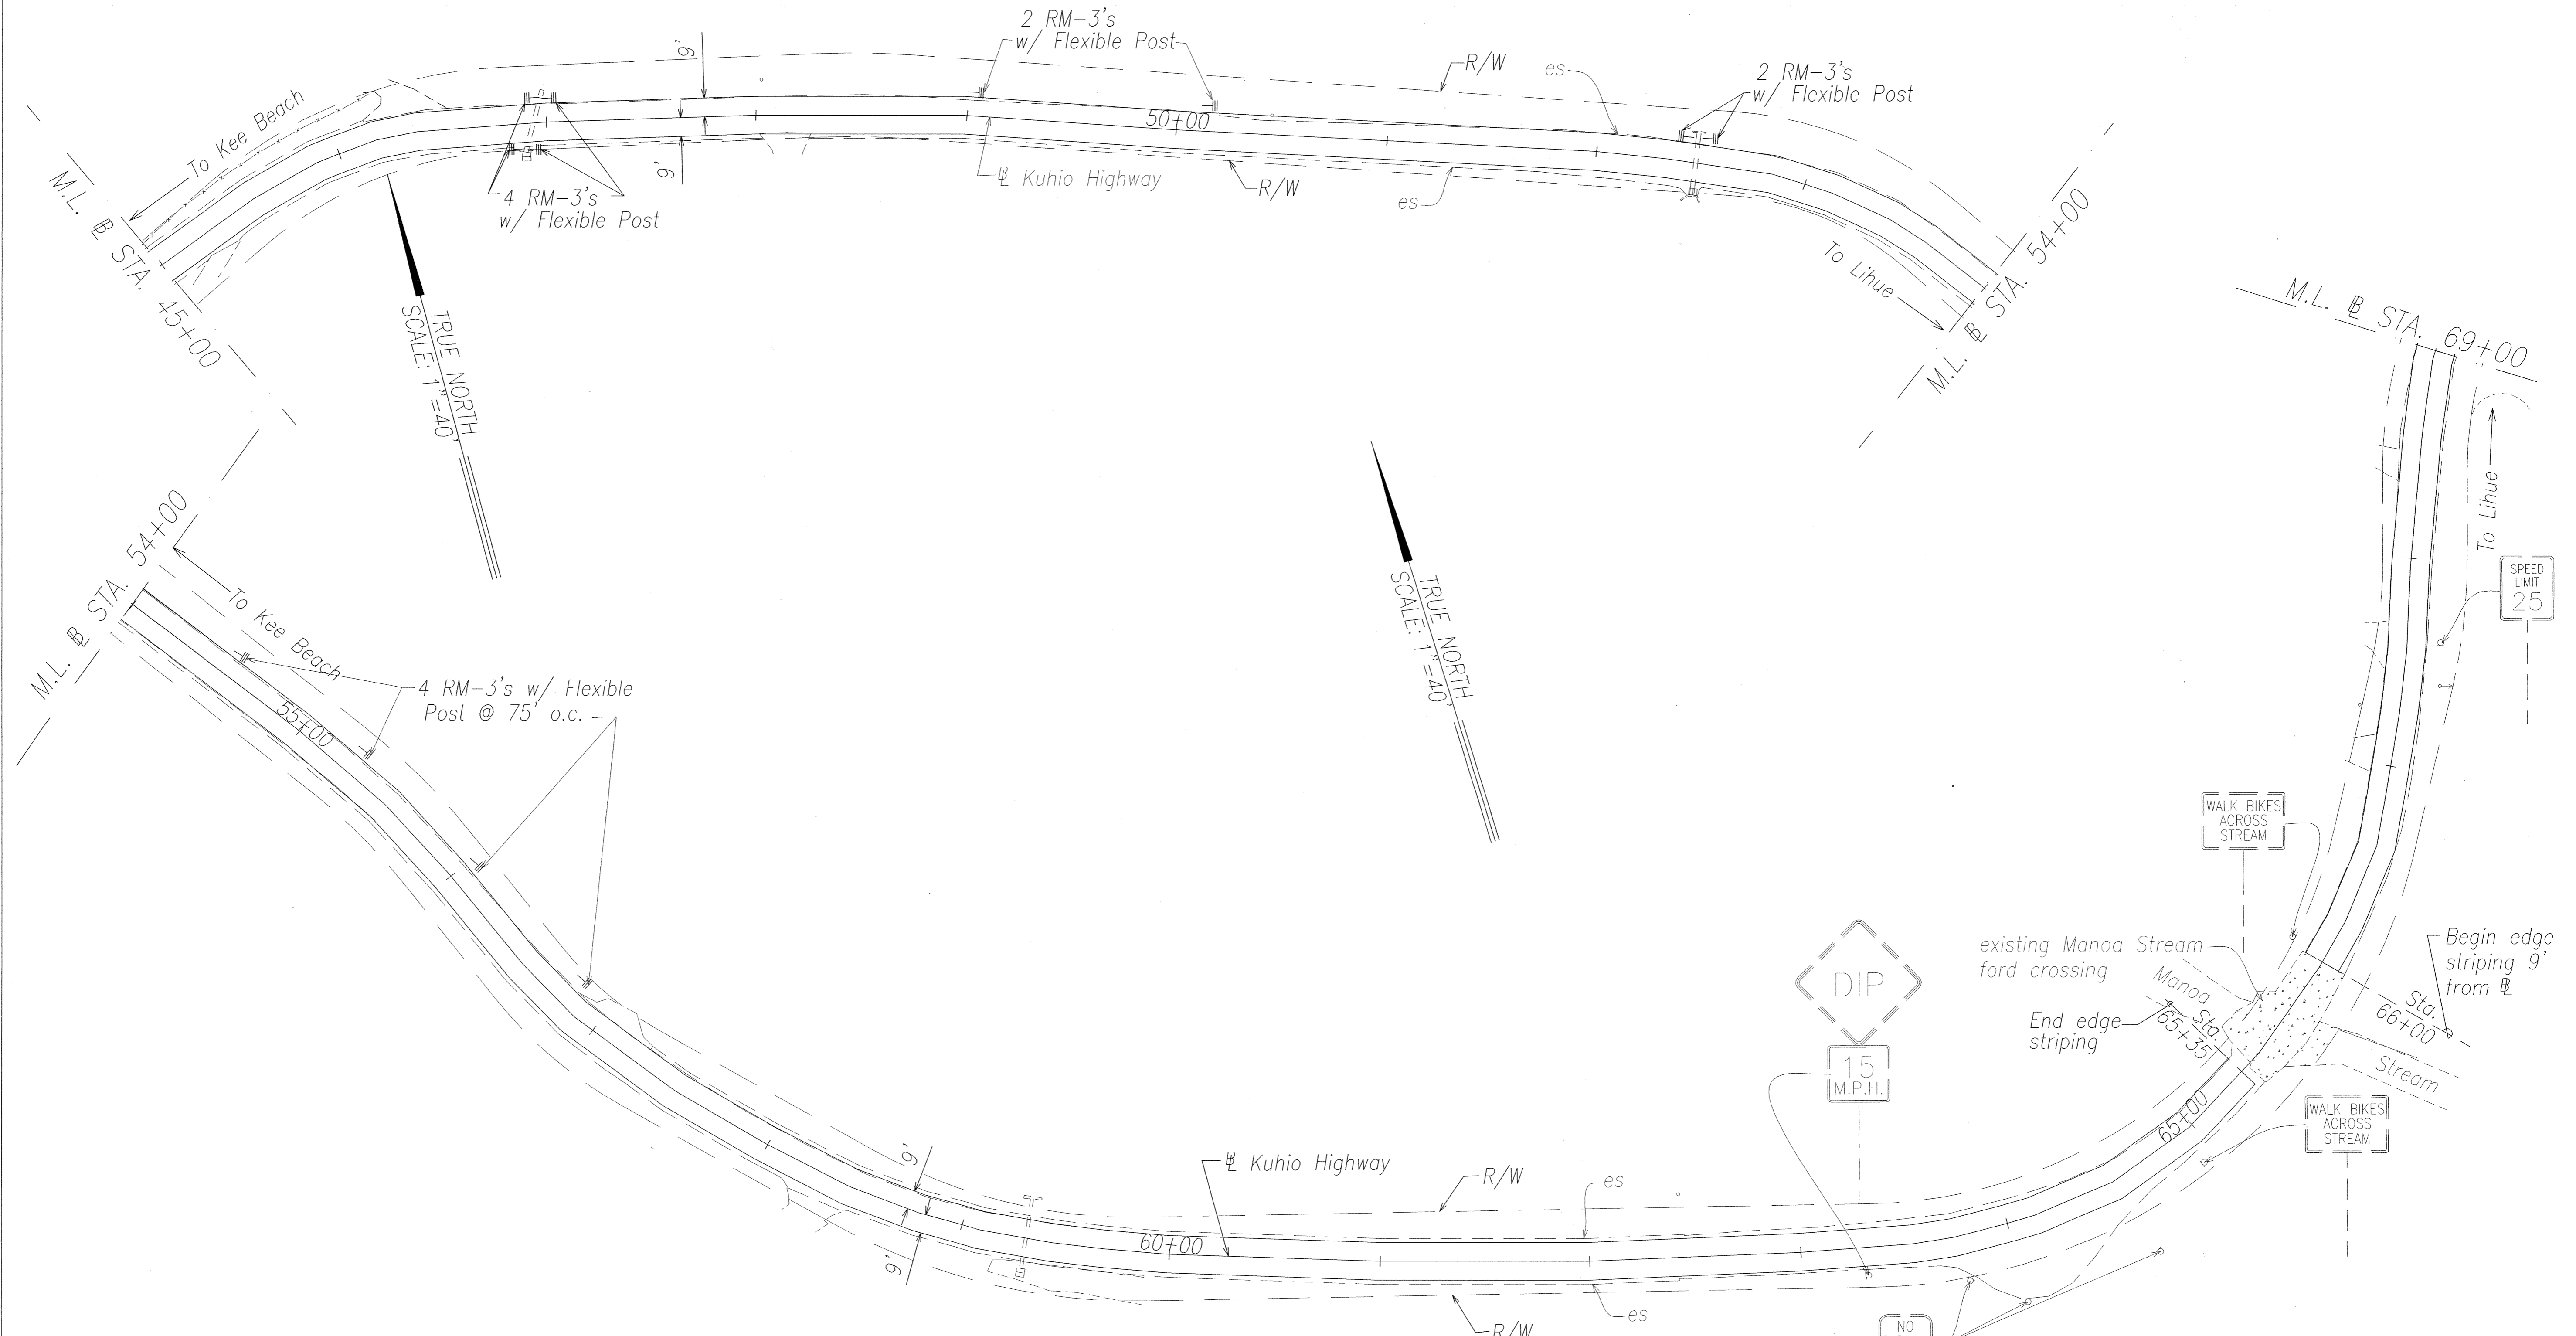 2 RM-3's
w/ Flexible Post
9'
R/W
es
2 RM-3's
w/ Flexible Post
To Kee Beach
50+00
9'
℄ Kuhio Highway
R/W
es
4 RM-3's
w/ Flexible Post
M.L. ℄ STA. 45+00
To Lihue
M.L. ℄ STA. 54+00
TRUE NORTH
SCALE: 1"=40'
M.L. ℄ STA. 69+00
To Lihue
SPEED
LIMIT
25
M.L. ℄ STA. 54+00
To Kee Beach
4 RM-3's w/ Flexible
Post @ 75' o.c.
55+00
TRUE NORTH
SCALE: 1"=40'
WALK BIKES
ACROSS
STREAM
existing Manoa Stream
ford crossing
Manoa
Begin edge
striping 9'
from ℄
Sta.
66+00
End edge
striping
Sta.
65+35
Stream
DIP
15
M.P.H.
WALK BIKES
ACROSS
STREAM
65+00
9'
℄ Kuhio Highway
R/W
es
60+00
9'
es
R/W
NO